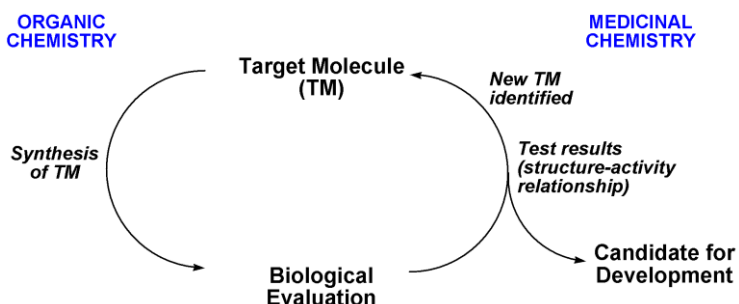 ORGANIC
CHEMISTRY
MEDICINAL
CHEMISTRY
Target Molecule
(TM)
New TM
identified
Synthesis
of TM
Test results
(structure-activity
relationship)
Biological
Evaluation
Candidate for
Development